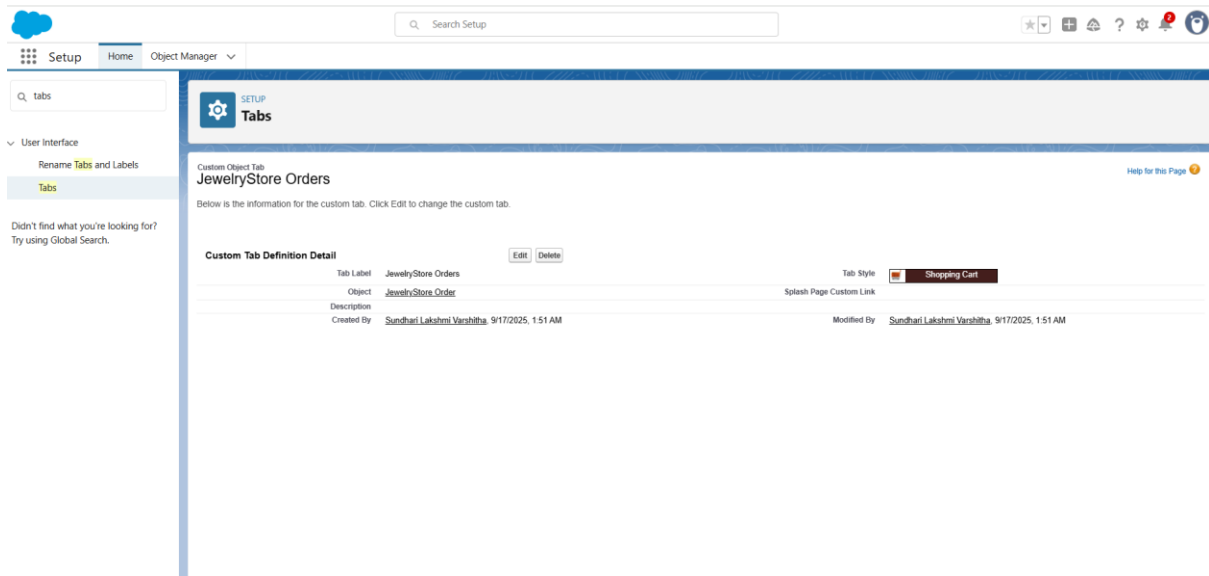 Search Setup
2
Setup
Home
Object Manager
tabs
User Interface
Rename Tabs and Labels
Tabs
Didn't find what you're looking for?
Try using Global Search.
SETUP
Tabs
Custom Object Tab
JewelryStore Orders
Help for this Page
Below is the information for the custom tab. Click Edit to change the custom tab.
Custom Tab Definition Detail Edit Delete
Tab Label JewelryStore Orders Tab Style Shopping Cart
Object JewelryStore Order Splash Page Custom Link
Description
Created By Sundhari Lakshmi Varshitha, 9/17/2025, 1:51 AM Modified By Sundhari Lakshmi Varshitha, 9/17/2025, 1:51 AM